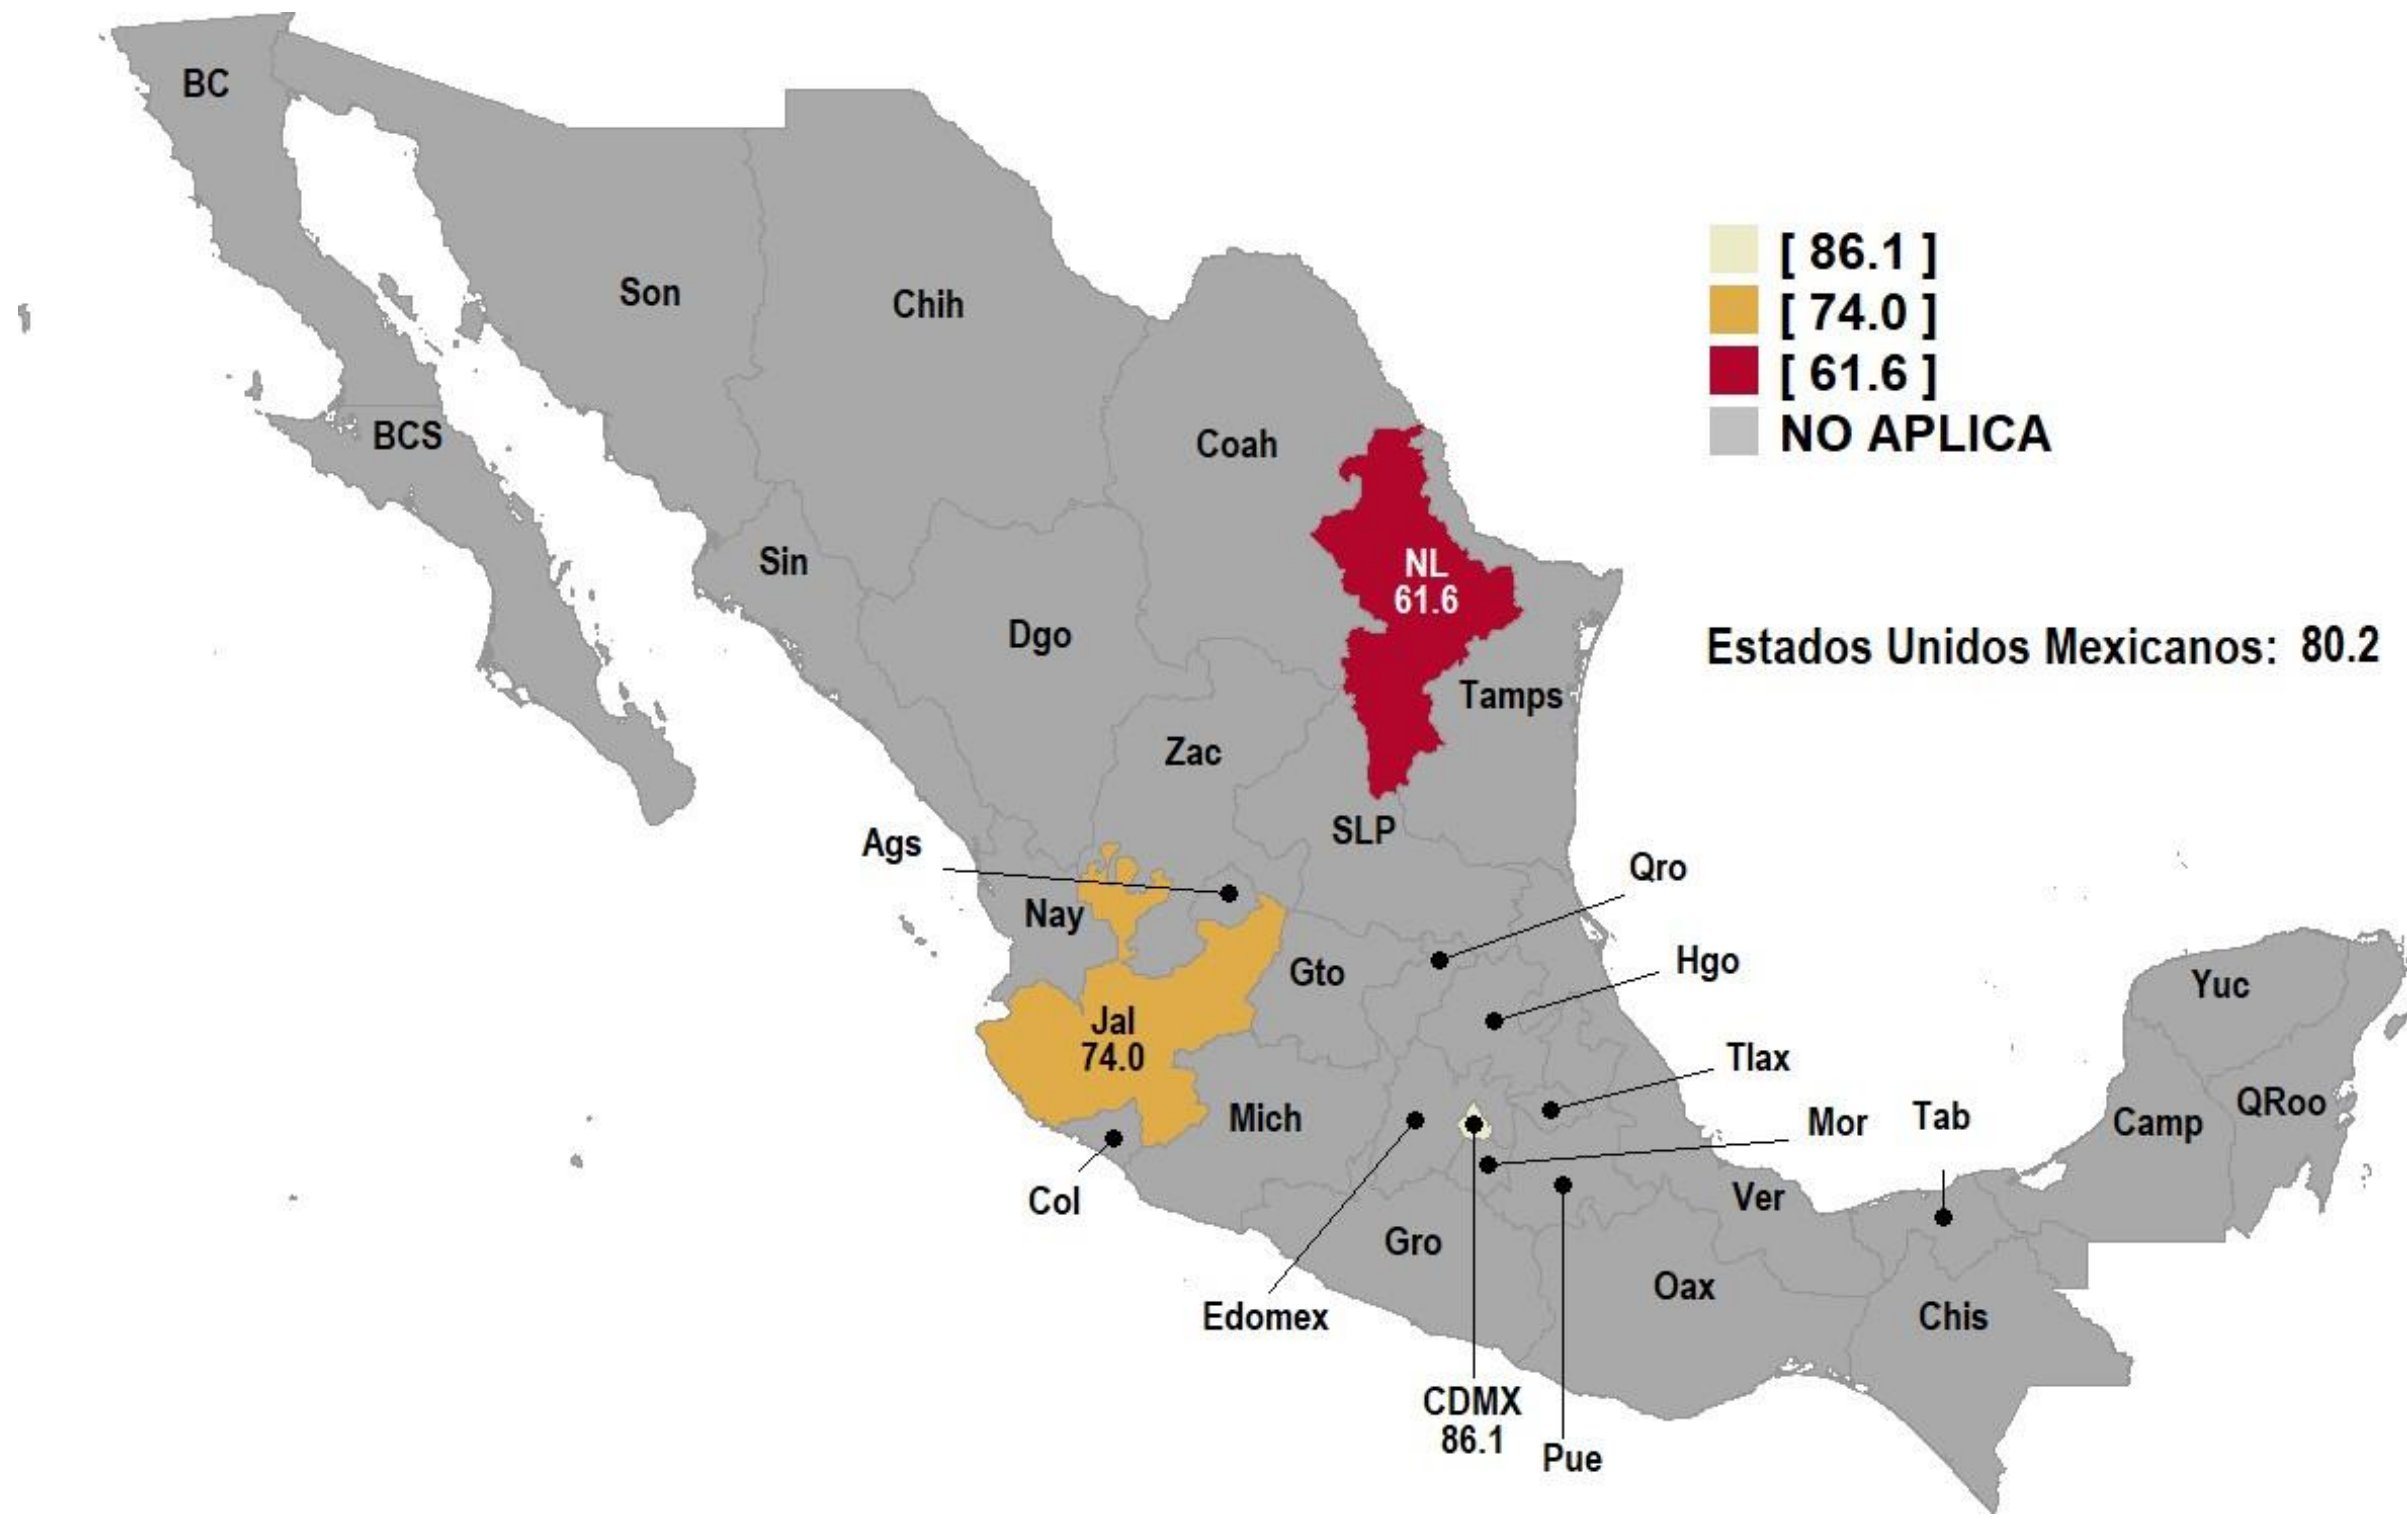 BC
Son
Chih
[ 86.1 ]
[ 74.0 ]
[ 61.6 ]
NO APLICA
BCS
Coah
Sin
NL
61.6
Dgo
Estados Unidos Mexicanos: 80.2
Tamps
Zac
SLP
Ags
Qro
Nay
Gto
Hgo
Yuc
Jal
74.0
Tlax
Mich
Mor
Tab
Camp
QRoo
Col
Ver
Gro
Edomex
Oax
Chis
CDMX
86.1
Pue